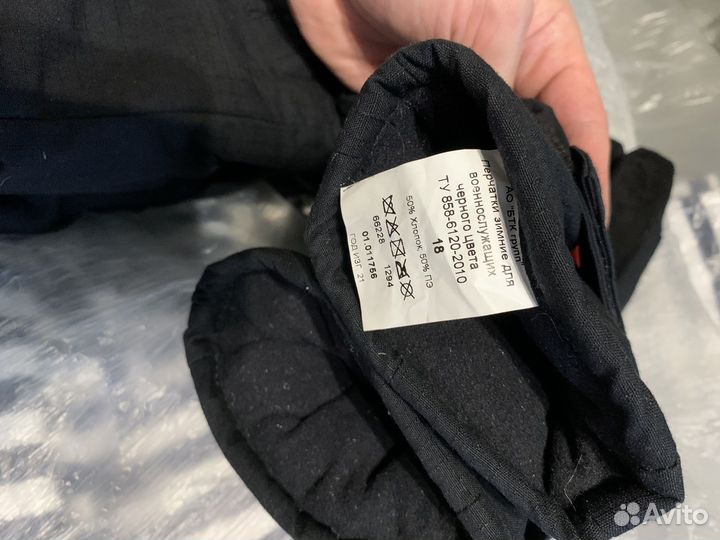 АО "БТК групп"
Перчатки зимние для
военнослужащих
черного цвета
ТУ 858-6120-2010
18
50% Хлопок, 50% ПЭ
66228 1294
01.011756
ГОД ИЗГ. 21
Avito